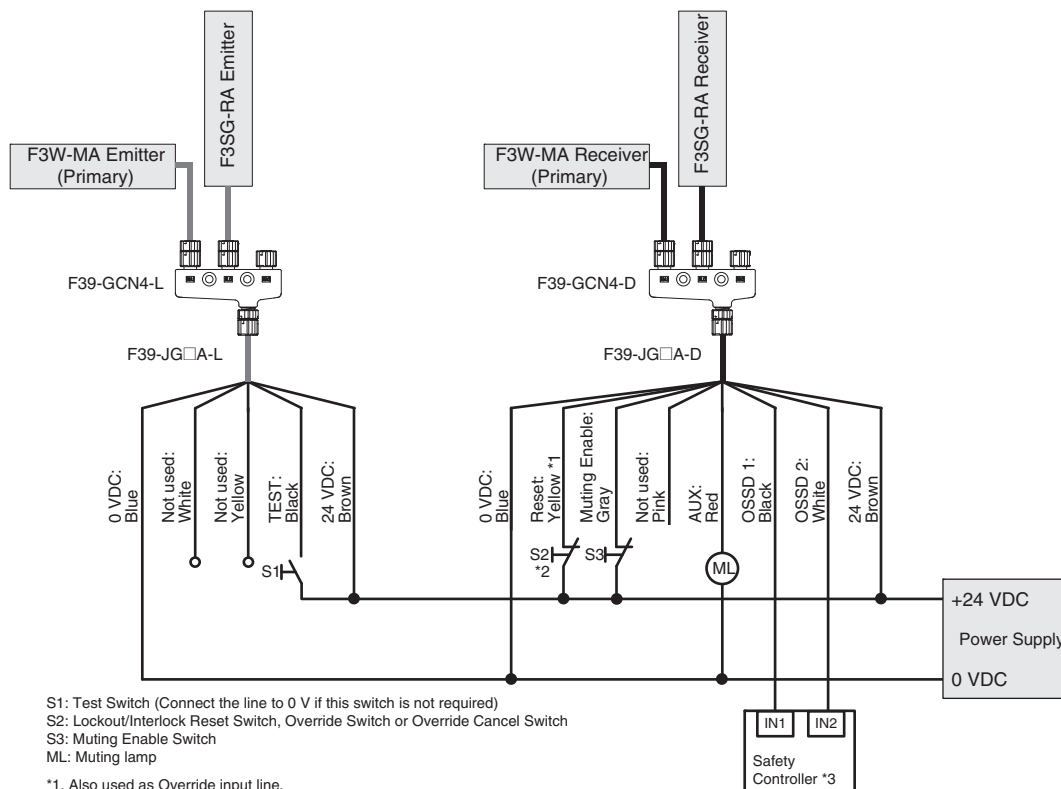 F3SG-RA Emitter
F3SG-RA Receiver
F3W-MA Emitter
(Primary)
F3W-MA Receiver
(Primary)
F39-GCN4-L
F39-GCN4-D
F39-JG□A-L
F39-JG□A-D
0 VDC:
Blue
Not used:
White
Not used:
Yellow
TEST:
Black
24 VDC:
Brown
0 VDC:
Blue
Reset:
Yellow *1
Muting Enable:
Gray
Not used:
Pink
AUX:
Red
OSSD 1:
Black
OSSD 2:
White
24 VDC:
Brown
S1
S2
*2
S3
ML
+24 VDC
Power Supply
0 VDC
S1: Test Switch (Connect the line to 0 V if this switch is not required)
S2: Lockout/Interlock Reset Switch, Override Switch or Override Cancel Switch
S3: Muting Enable Switch
ML: Muting lamp
IN1
IN2
Safety
Controller *3
*1. Also used as Override input line.